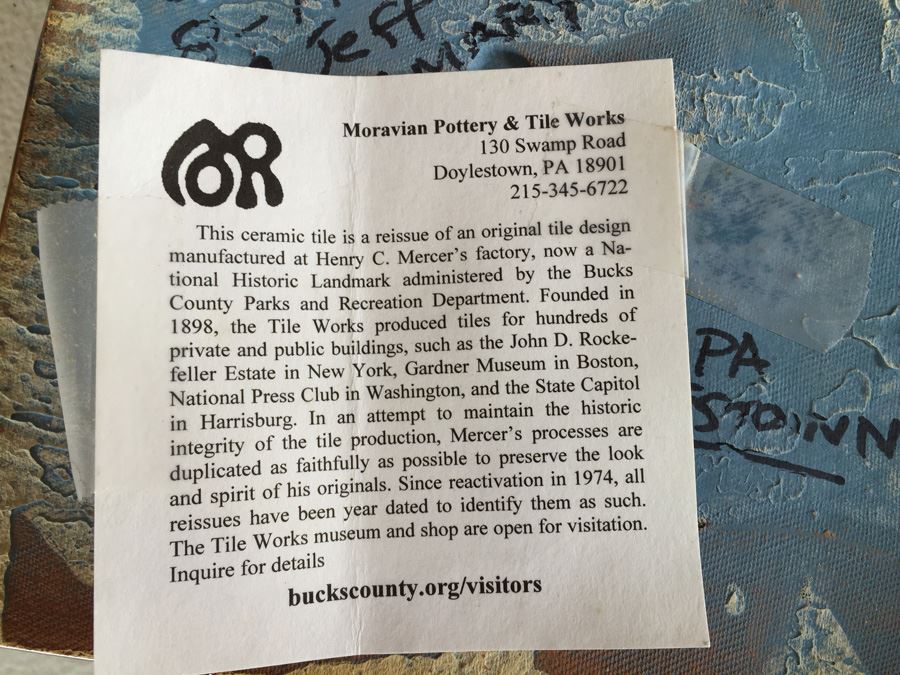 Jeff
Moravian Pottery & Tile Works
130 Swamp Road
Doylestown, PA 18901
215-345-6722
This ceramic tile is a reissue of an original tile design
manufactured at Henry C. Mercer's factory, now a Na-
tional Historic Landmark administered by the Bucks
County Parks and Recreation Department. Founded in
1898, the Tile Works produced tiles for hundreds of
private and public buildings, such as the John D. Rocke-
feller Estate in New York, Gardner Museum in Boston,
National Press Club in Washington, and the State Capitol
in Harrisburg. In an attempt to maintain the historic
integrity of the tile production, Mercer's processes are
duplicated as faithfully as possible to preserve the look
and spirit of his originals. Since reactivation in 1974, all
reissues have been year dated to identify them as such.
The Tile Works museum and shop are open for visitation.
Inquire for details
buckscounty.org/visitors
PA
STOWN